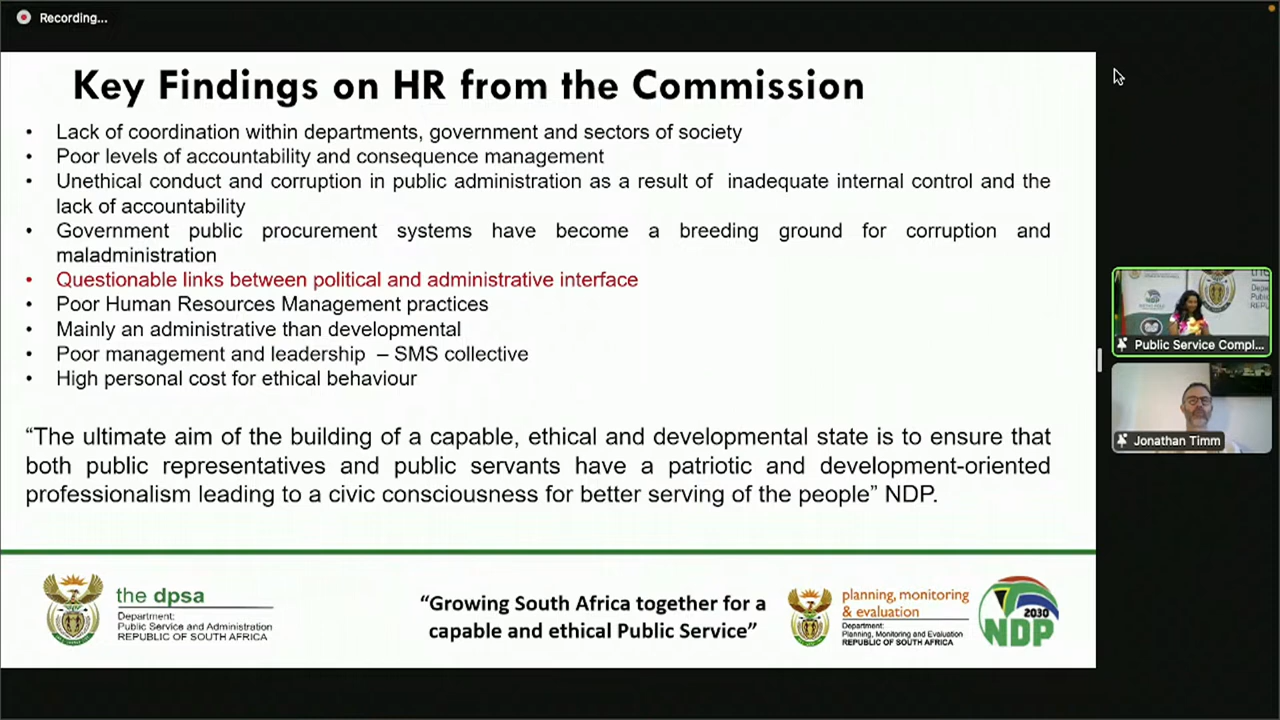 Recording...
Key Findings on HR from the Commission
• Lack of coordination within departments, government and sectors of society
• Poor levels of accountability and consequence management
• Unethical conduct and corruption in public administration as a result of inadequate internal control and the
lack of accountability
• Government public procurement systems have become a breeding ground for corruption and
maladministration
• Questionable links between political and administrative interface
• Poor Human Resources Management practices
• Mainly an administrative than developmental
• Poor management and leadership – SMS collective
• High personal cost for ethical behaviour
“The ultimate aim of the building of a capable, ethical and developmental state is to ensure that
both public representatives and public servants have a patriotic and development-oriented
professionalism leading to a civic consciousness for better serving of the people” NDP.
the dpsa
Department:
Public Service and Administration
REPUBLIC OF SOUTH AFRICA
“Growing South Africa together for a
capable and ethical Public Service”
planning, monitoring
& evaluation
Department:
Planning, Monitoring and Evaluation
REPUBLIC OF SOUTH AFRICA
2030
NDP
NDP
Public Service Compl...
Jonathan Timm